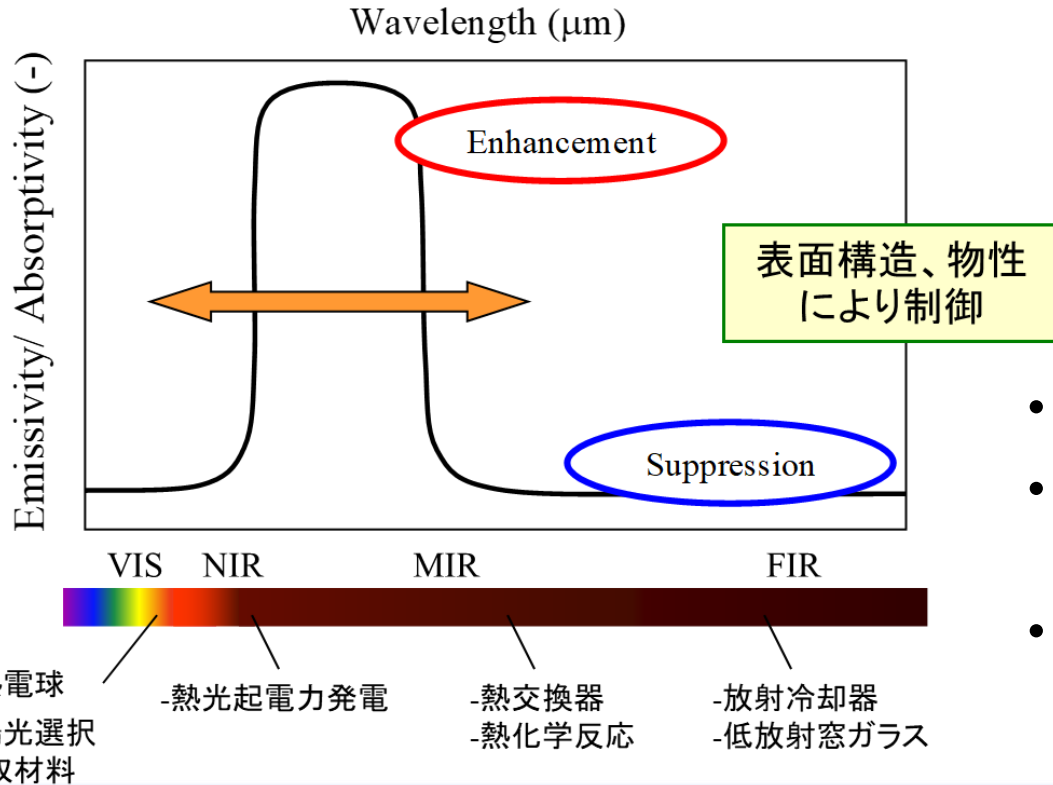 Wavelength (μm)
Emissivity/ Absorptivity (-)
Enhancement
表面構造、物性
により制御
Suppression
VIS NIR MIR FIR
電球
-熱光起電力発電
-熱交換器
-放射冷却器
光選択
-熱化学反応
-低放射窓ガラス
材料